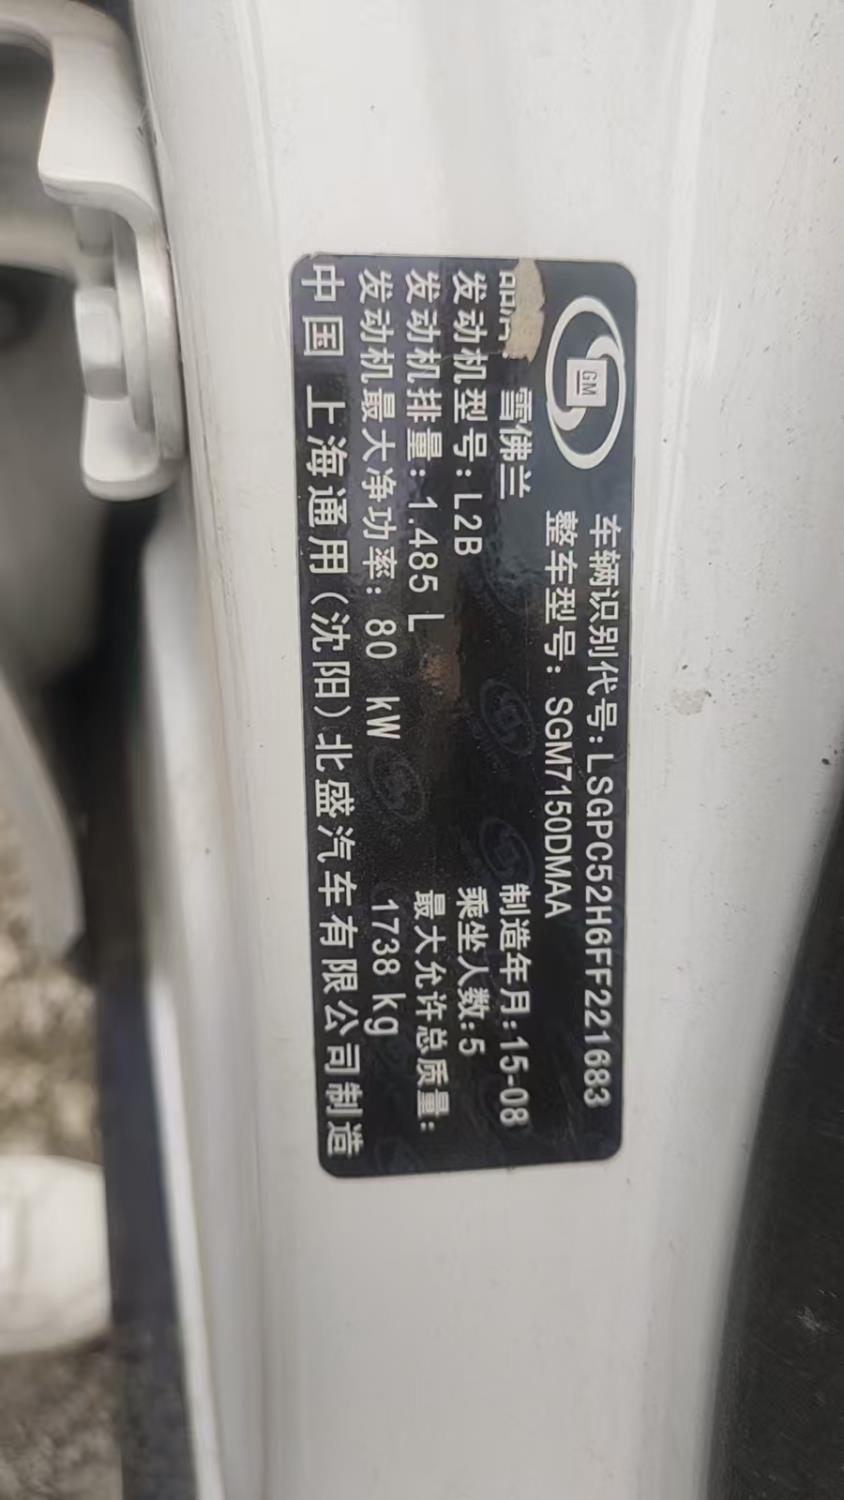 GM
车辆识别代号:LSGPC52H6FF221683
整车型号: SGM7150DMAA
品牌: 雪佛兰 制造年月:15-08
发动机型号:L2B 乘坐人数:5
发动机排量:1.485 L 最大允许总质量:
发动机最大净功率: 80 kW 1738 kg
中国 上海通用(沈阳)北盛汽车有限公司制造